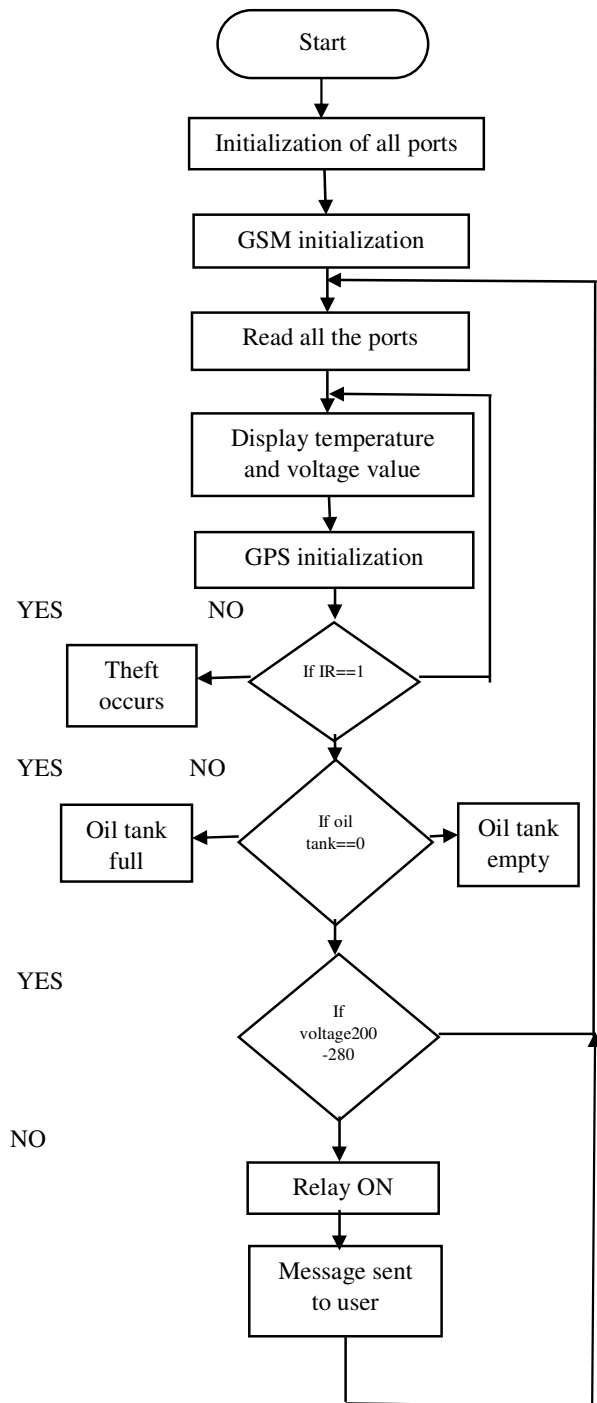 Start
Initialization of all ports
GSM initialization
Read all the ports
Display temperature
and voltage value
GPS initialization
YES
NO
If IR==1
Theft
occurs
YES
NO
If oil
tank==0
Oil tank
full
Oil tank
empty
YES
If
voltage200
-280
NO
Relay ON
Message sent
to user